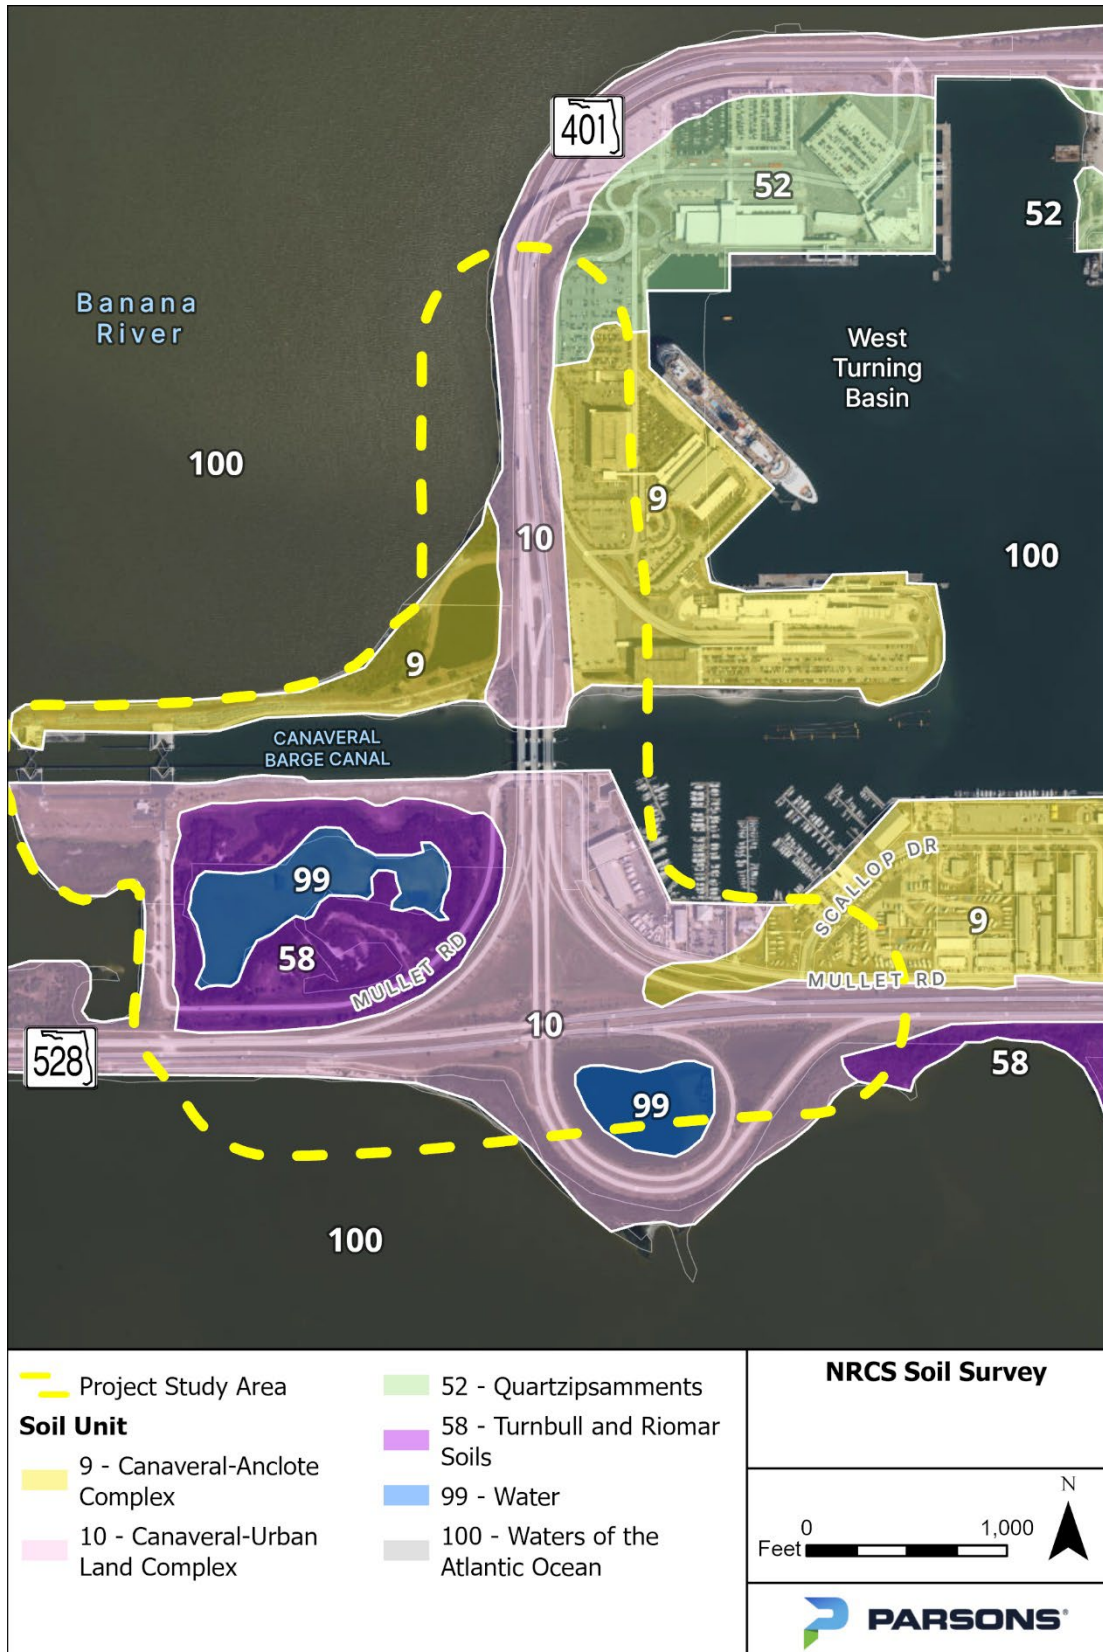 401
52
52
Banana
River
West
Turning
Basin
100
9
10
100
9
CANAVERAL
BARGE CANAL
SCALLOP DR
99
9
58
MULLET RD
MULLET RD
10
528
58
99
100
Project Study Area
Soil Unit
9 - Canaveral-Anclote
Complex
10 - Canaveral-Urban
Land Complex
52 - Quartzipsamments
58 - Turnbull and Riomar
Soils
99 - Water
100 - Waters of the
Atlantic Ocean
NRCS Soil Survey
N
0 1,000
Feet
PARSONS®